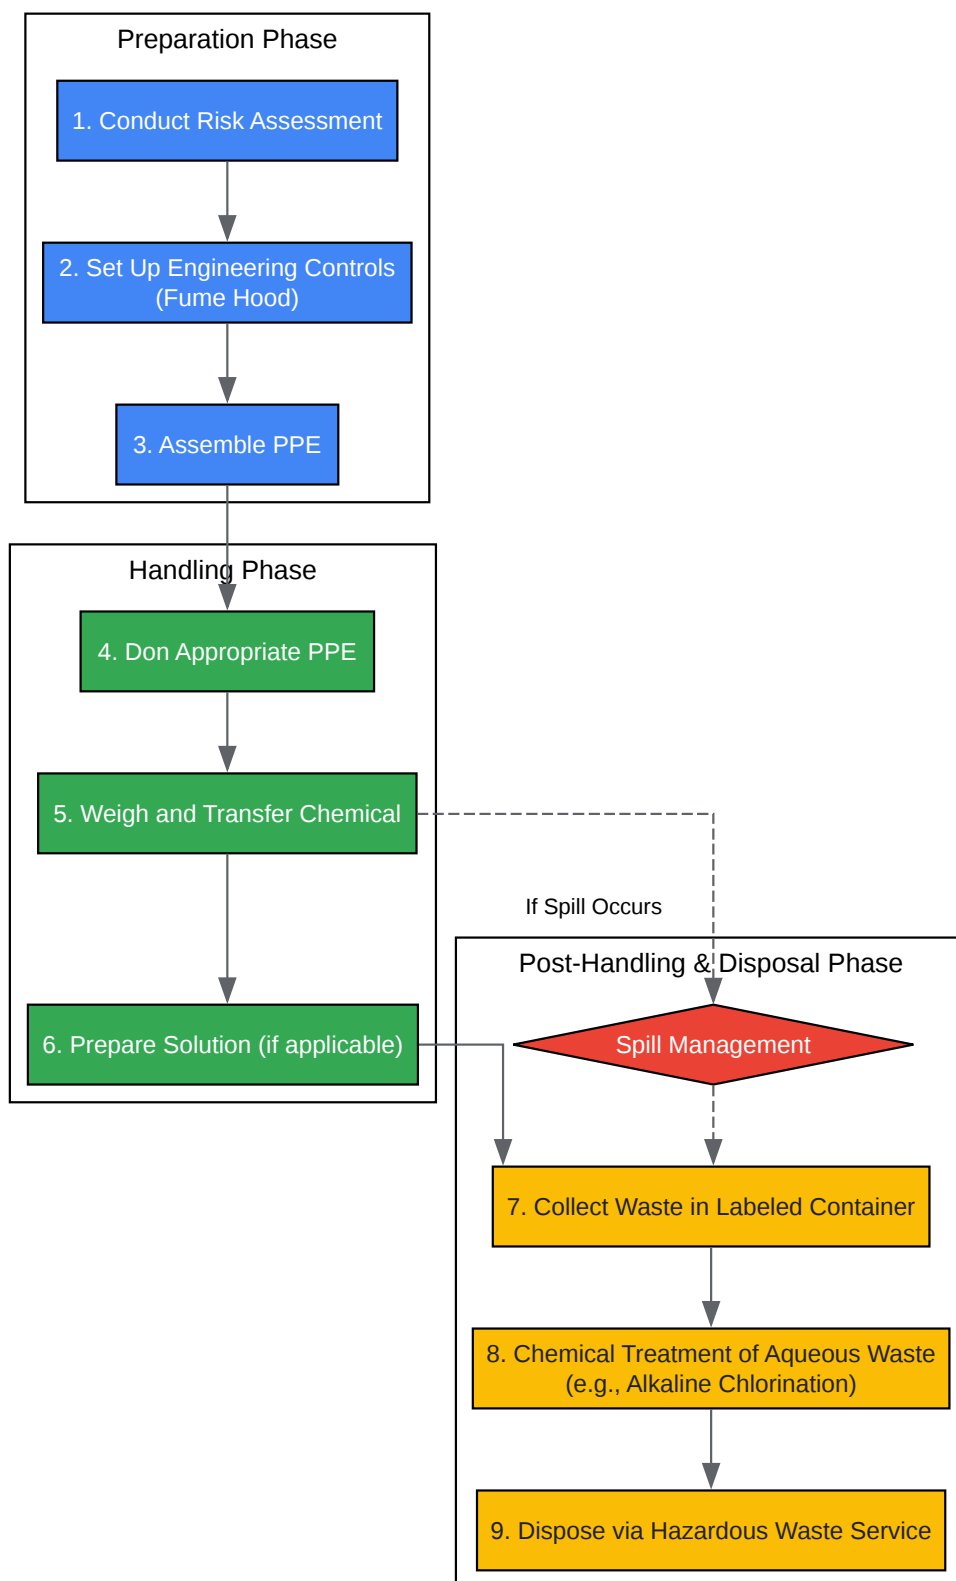 Preparation Phase
1. Conduct Risk Assessment
2. Set Up Engineering Controls
(Fume Hood)
3. Assemble PPE
Handling Phase
4. Don Appropriate PPE
5. Weigh and Transfer Chemical
If Spill Occurs
6. Prepare Solution (if applicable)
Post-Handling & Disposal Phase
Spill Management
7. Collect Waste in Labeled Container
8. Chemical Treatment of Aqueous Waste
(e.g., Alkaline Chlorination)
9. Dispose via Hazardous Waste Service